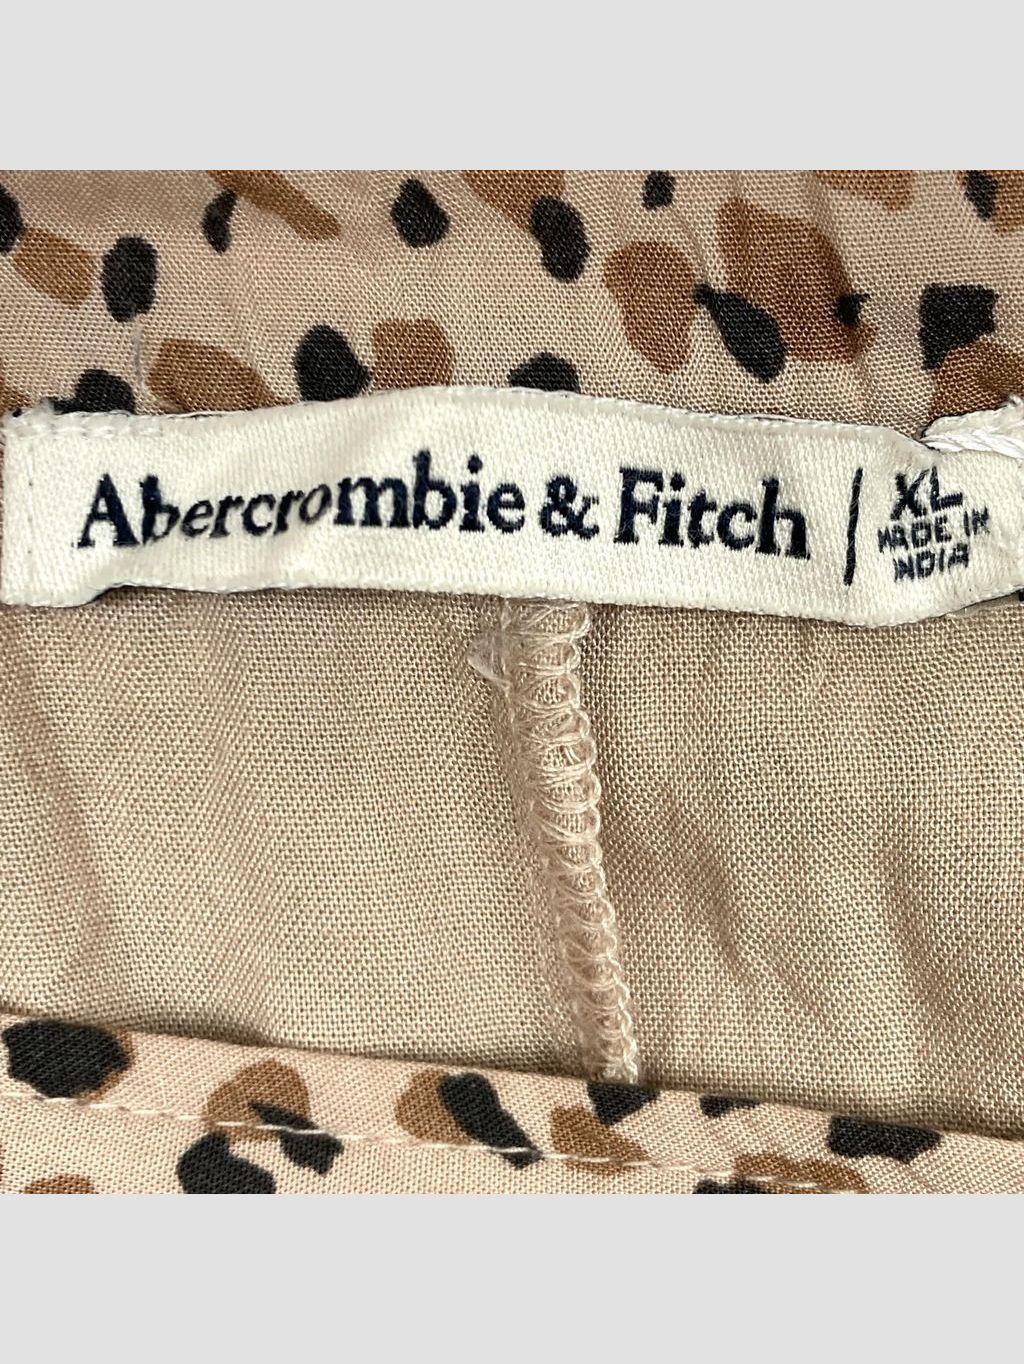 Abercrombie & Fitch | XL
MADE IN
INDIA